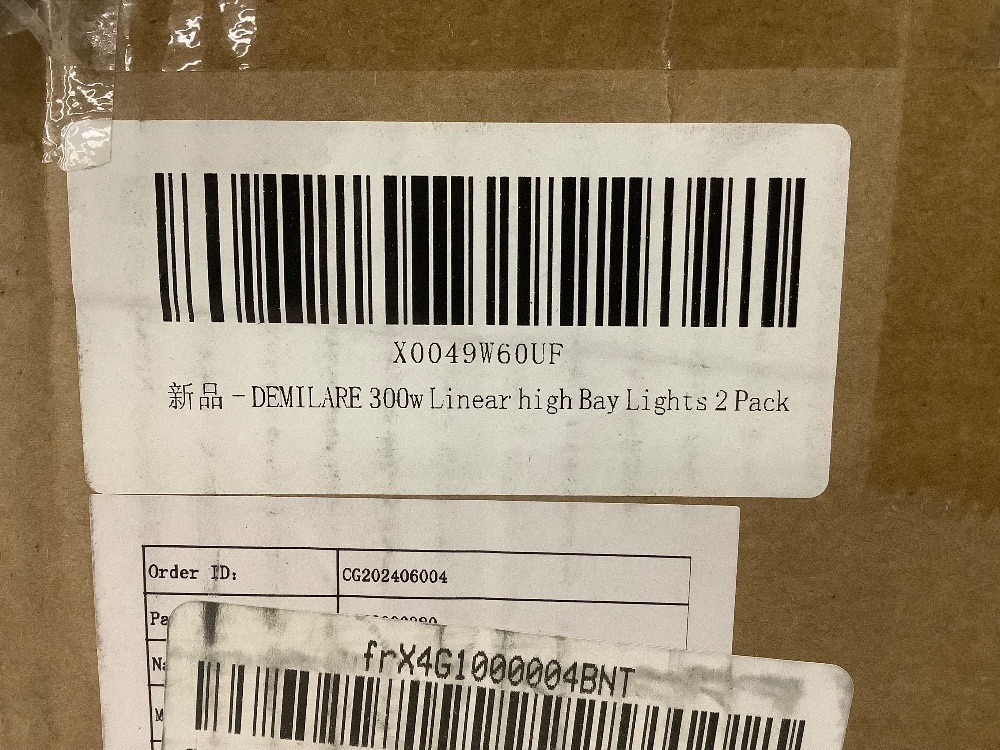 X0049W60UF
新品 - DEMILARE 300w Linear high Bay Lights 2 Pack
Order ID: CG202406004
frX4G1000004BNT